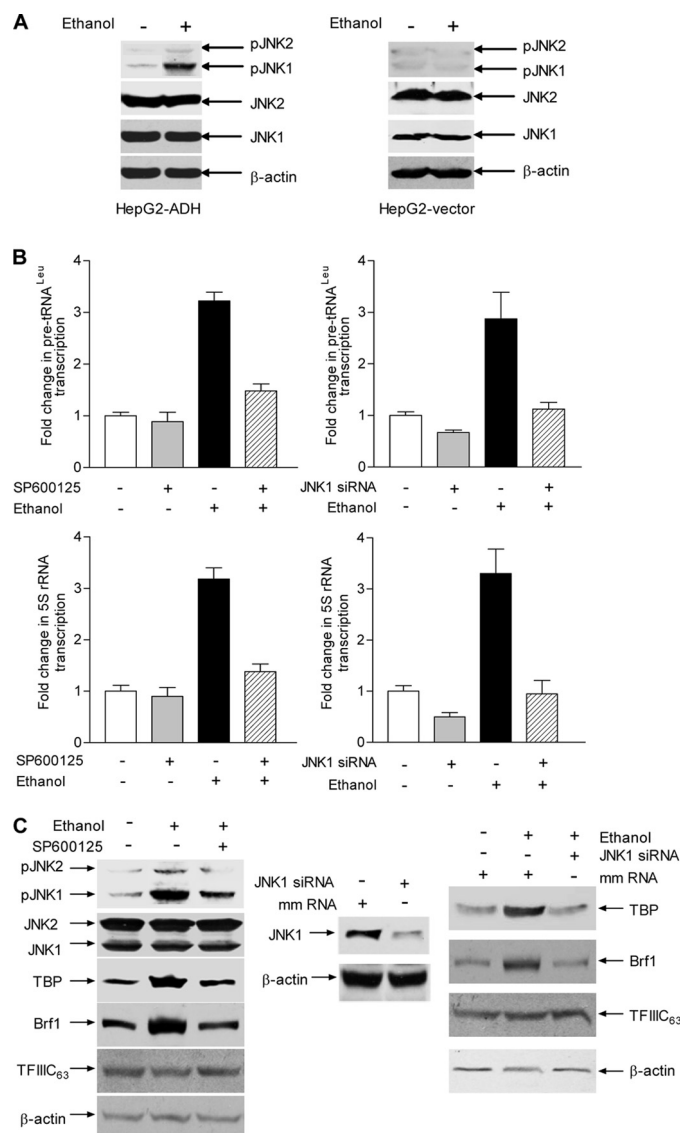 A
Ethanol - +
pJNK2
pJNK1
JNK2
JNK1
β-actin
HepG2-ADH
Ethanol - +
pJNK2
pJNK1
JNK2
JNK1
β-actin
HepG2-vector
B
Fold change in pre-tRNA^Leu
transcription
4
3
2
1
0
SP600125 - + - +
Ethanol - - + +
Fold change in pre-tRNA^Leu
transcription
4
3
2
1
0
JNK1 siRNA - + - +
Ethanol - - + +
Fold change in 5S rRNA
transcription
4
3
2
1
0
SP600125 - + - +
Ethanol - - + +
Fold change in 5S rRNA
transcription
4
3
2
1
0
JNK1 siRNA - + - +
Ethanol - - + +
C
Ethanol - + +
SP600125 - - +
pJNK2
pJNK1
JNK2
JNK1
TBP
Brf1
TFIIIC63
β-actin
JNK1 siRNA - +
mm RNA + -
JNK1
β-actin
- + + Ethanol
- - + JNK1 siRNA
+ + - mm RNA
TBP
Brf1
TFIIIC63
β-actin